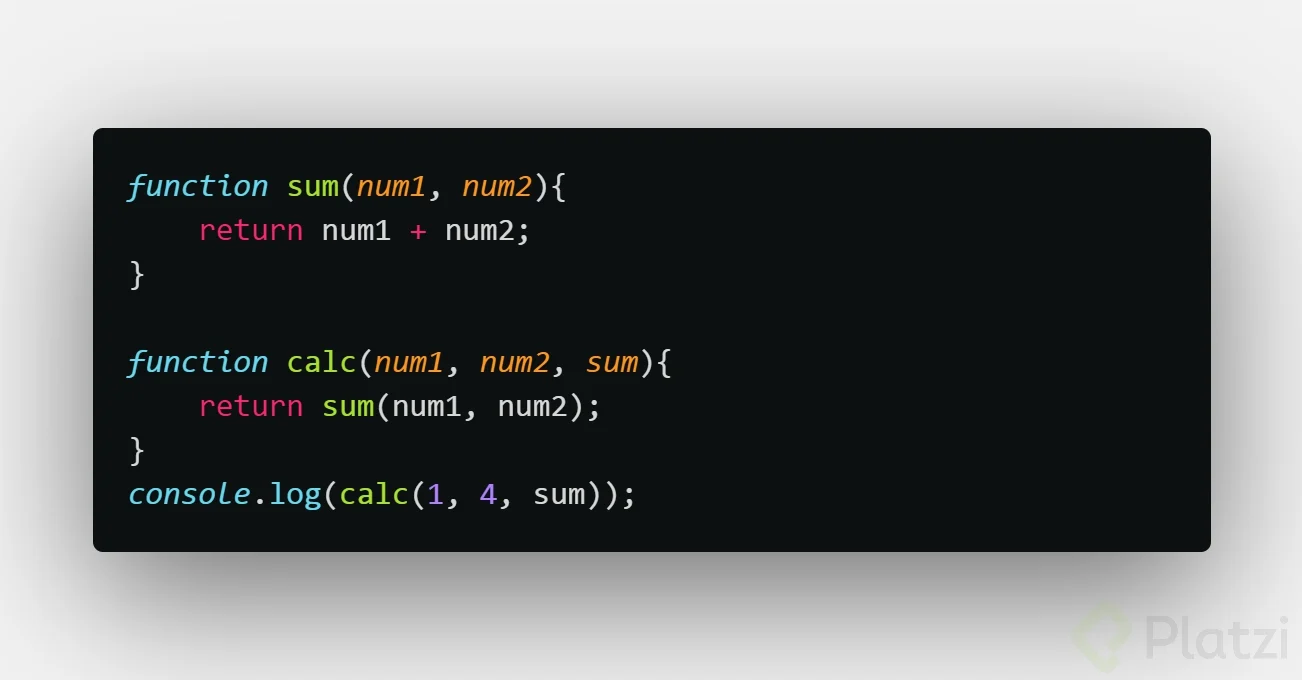 function sum(num1, num2){
    return num1 + num2;
}

function calc(num1, num2, sum){
    return sum(num1, num2);
}
console.log(calc(1, 4, sum));
Platzi